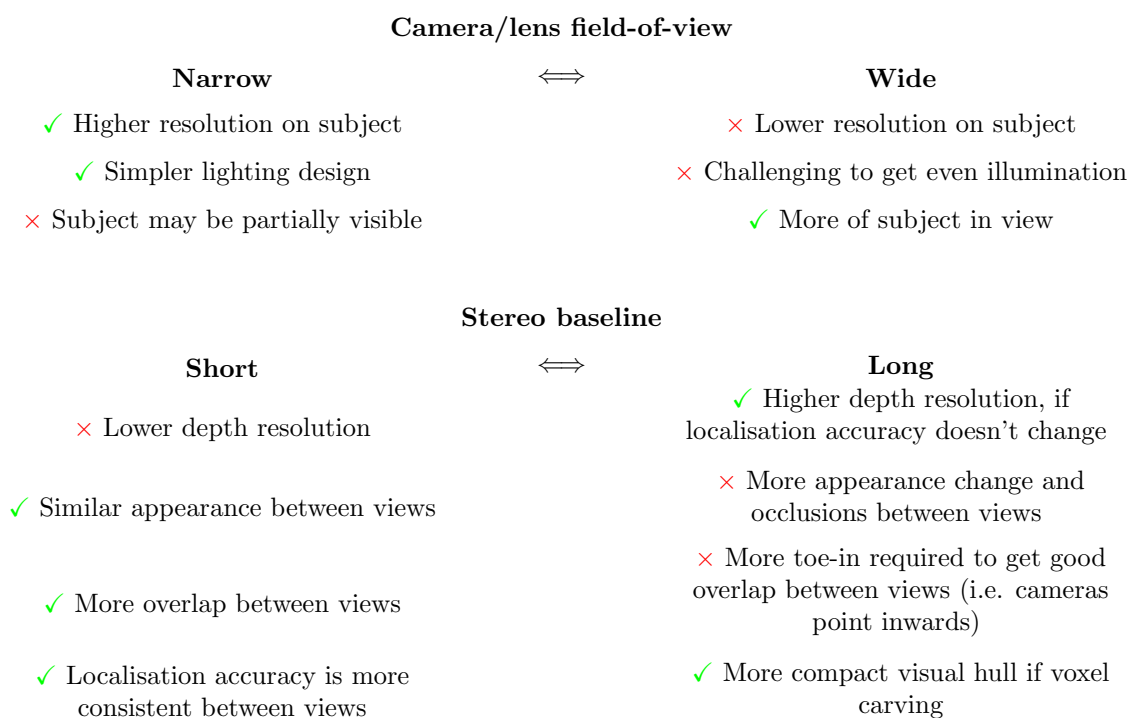 Camera/lens field-of-view
Narrow ⟺ Wide
✓ Higher resolution on subject × Lower resolution on subject
✓ Simpler lighting design × Challenging to get even illumination
× Subject may be partially visible ✓ More of subject in view
Stereo baseline
Short ⟺ Long
× Lower depth resolution
✓ Higher depth resolution, if
localisation accuracy doesn't change
✓ Similar appearance between views
× More appearance change and
occlusions between views
✓ More overlap between views
× More toe-in required to get good
overlap between views (i.e. cameras
point inwards)
✓ Localisation accuracy is more
consistent between views
✓ More compact visual hull if voxel
carving